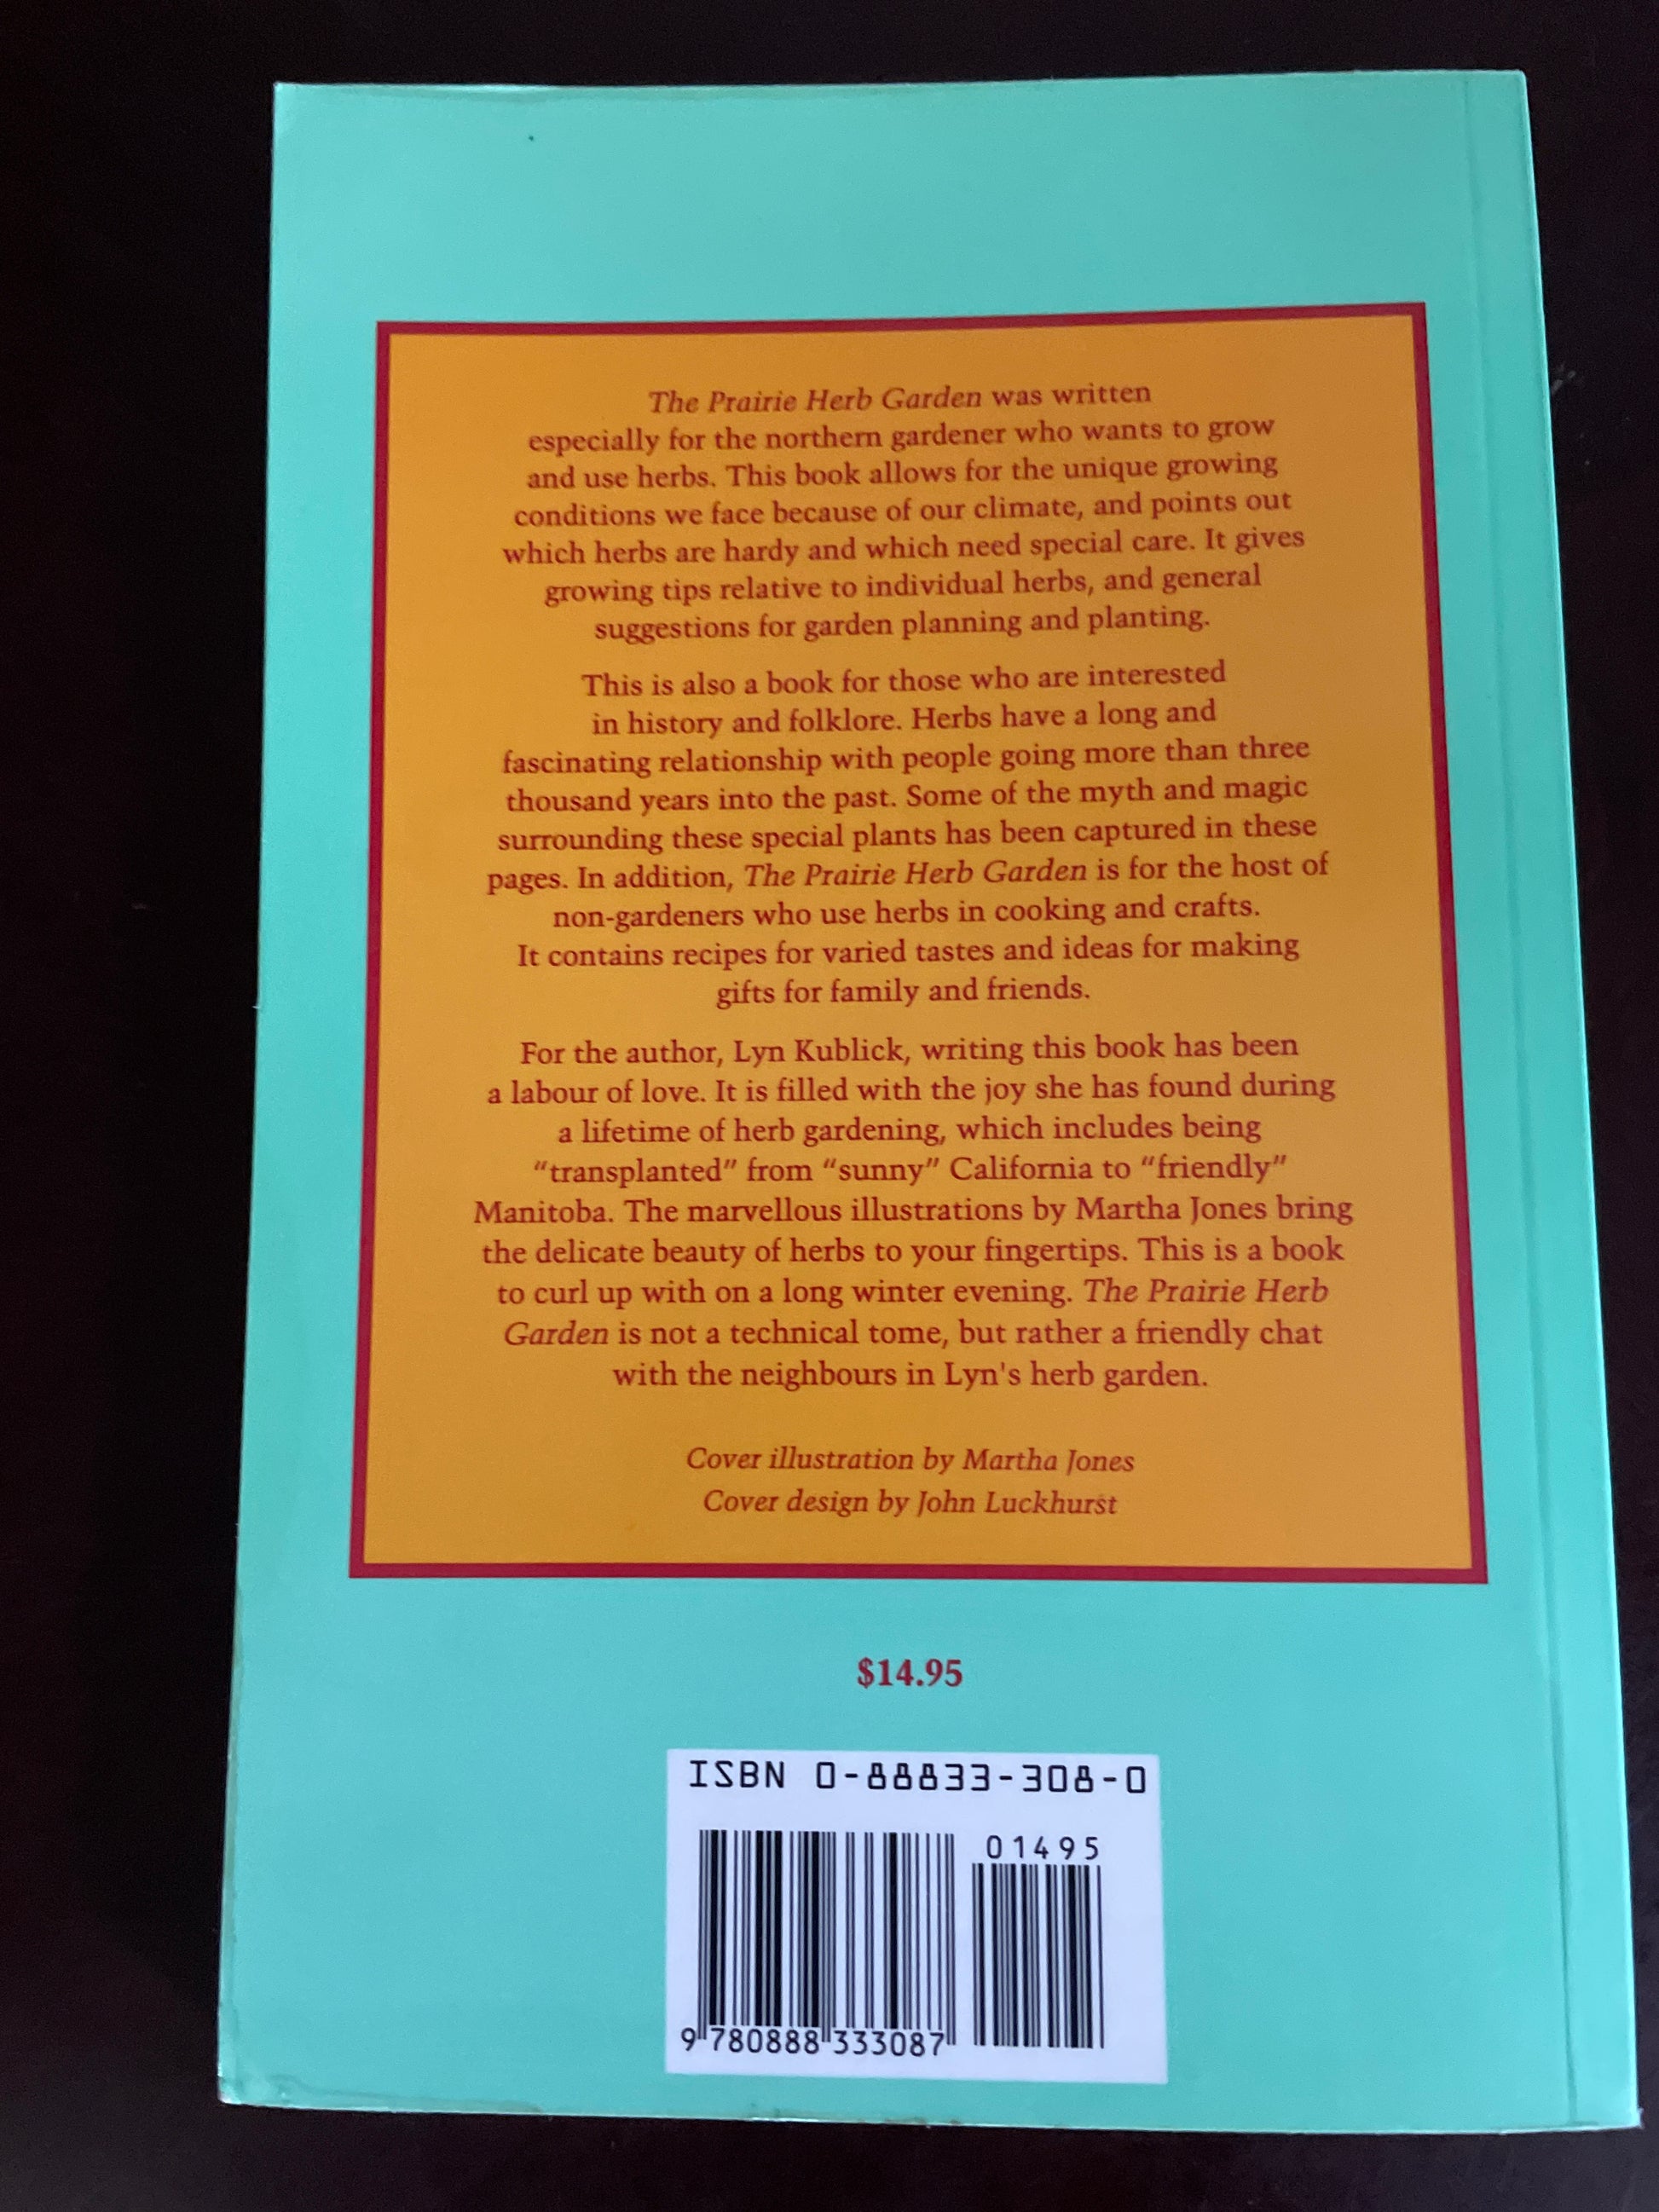 The Prairie Herb Garden was written
especially for the northern gardener who wants to grow
and use herbs. This book allows for the unique growing
conditions we face because of our climate, and points out
which herbs are hardy and which need special care. It gives
growing tips relative to individual herbs, and general
suggestions for garden planning and planting.
This is also a book for those who are interested
in history and folklore. Herbs have a long and
fascinating relationship with people going more than three
thousand years into the past. Some of the myth and magic
surrounding these special plants has been captured in these
pages. In addition, The Prairie Herb Garden is for the host of
non-gardeners who use herbs in cooking and crafts.
It contains recipes for varied tastes and ideas for making
gifts for family and friends.
For the author, Lyn Kublick, writing this book has been
a labour of love. It is filled with the joy she has found during
a lifetime of herb gardening, which includes being
“transplanted” from “sunny” California to “friendly”
Manitoba. The marvellous illustrations by Martha Jones bring
the delicate beauty of herbs to your fingertips. This is a book
to curl up with on a long winter evening. The Prairie Herb
Garden is not a technical tome, but rather a friendly chat
with the neighbours in Lyn's herb garden.
Cover illustration by Martha Jones
Cover design by John Luckhurst
$14.95
ISBN 0-88833-308-0
01495
9 780888 333087